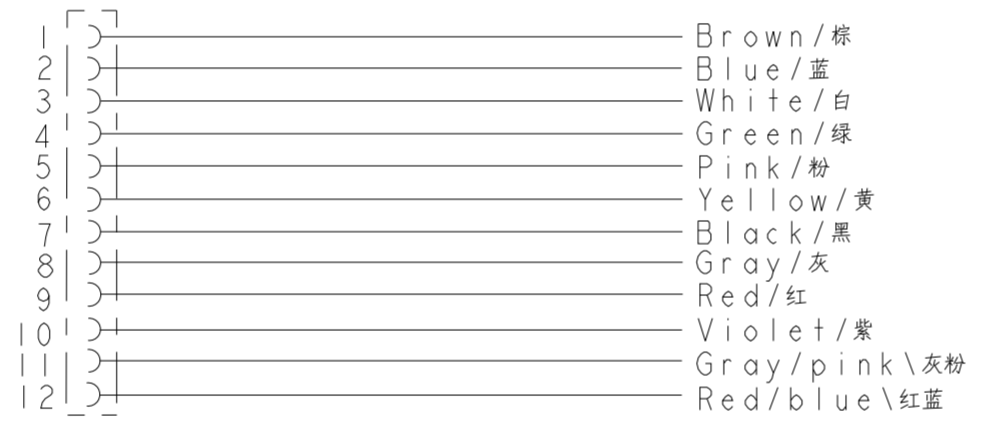 1 Brown/棕
2 Blue/蓝
3 White/白
4 Green/绿
5 Pink/粉
6 Yellow/黄
7 Black/黑
8 Gray/灰
9 Red/红
10 Violet/紫
11 Gray/pink\灰粉
12 Red/blue\红蓝